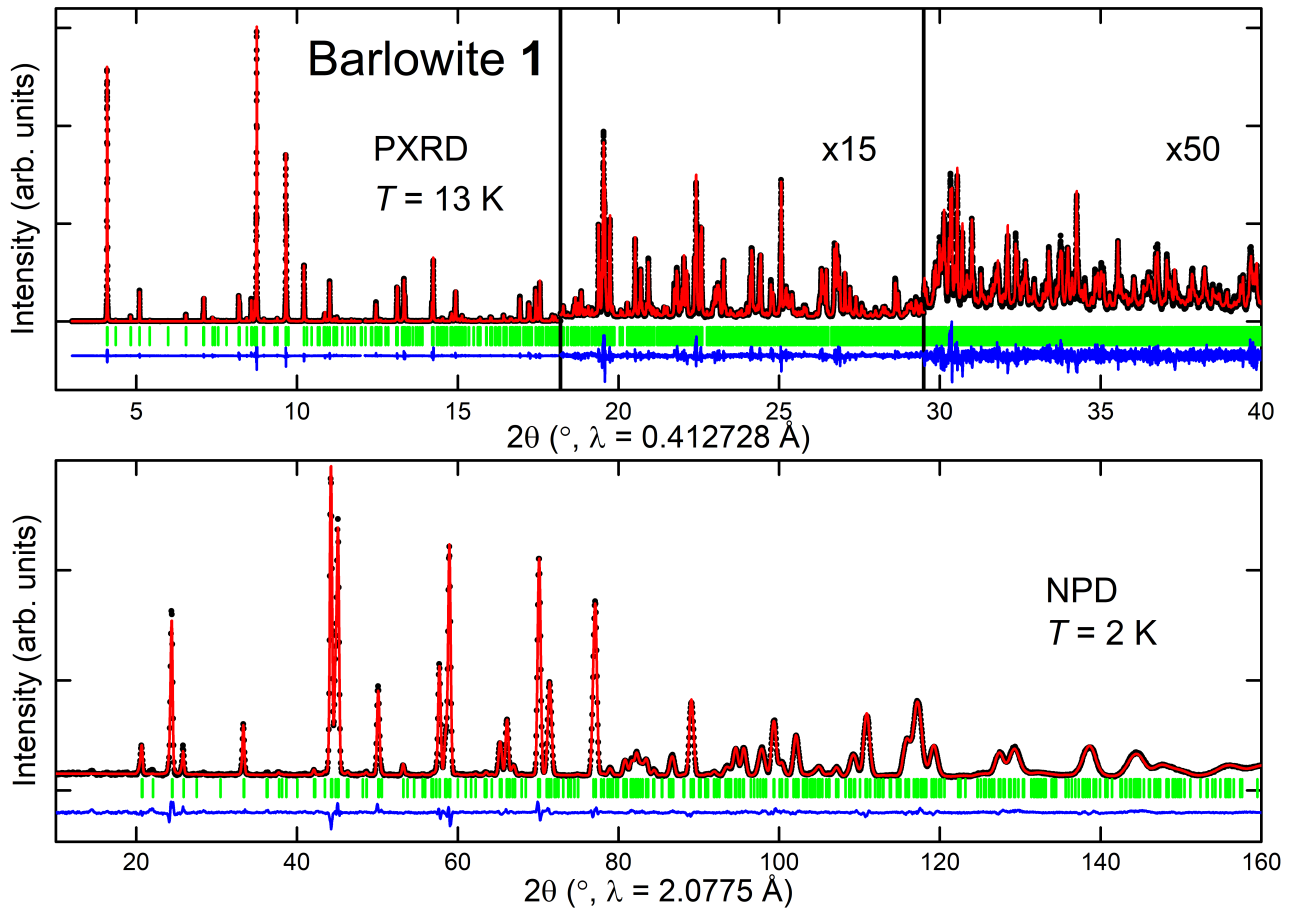 Barlowite 1
PXRD
T = 13 K
x15
x50
Intensity (arb. units)
5 10 15 20 25 30 35 40
2θ (°, λ = 0.412728 Å)
NPD
T = 2 K
Intensity (arb. units)
20 40 60 80 100 120 140 160
2θ (°, λ = 2.0775 Å)